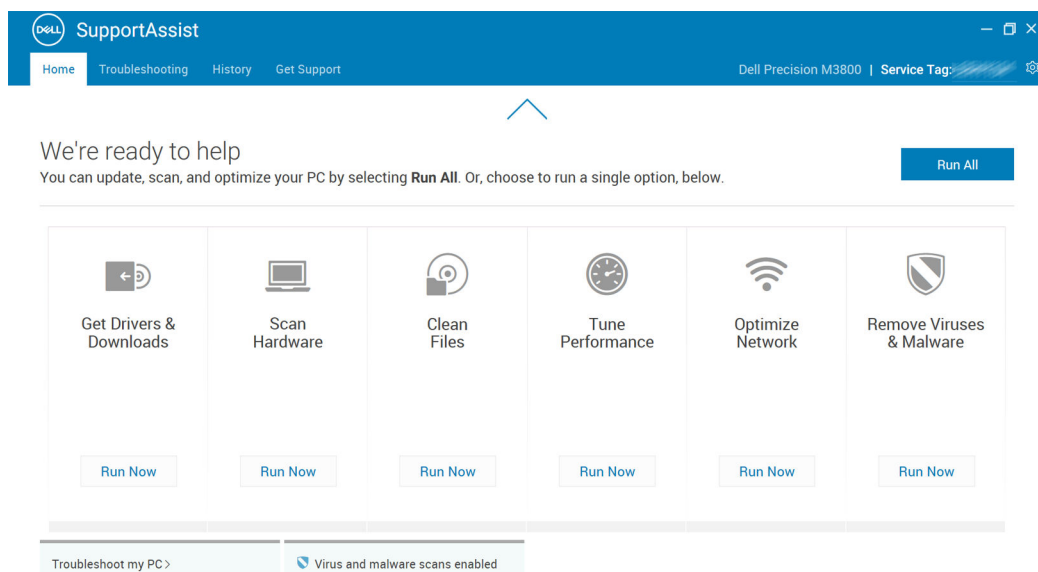 DELL SupportAssist
Home Troubleshooting History Get Support Dell Precision M3800 | Service Tag:
We're ready to help
You can update, scan, and optimize your PC by selecting Run All. Or, choose to run a single option, below.
Run All
Get Drivers &
Downloads
Run Now
Scan
Hardware
Run Now
Clean
Files
Run Now
Tune
Performance
Run Now
Optimize
Network
Run Now
Remove Viruses
& Malware
Run Now
Troubleshoot my PC >
Virus and malware scans enabled